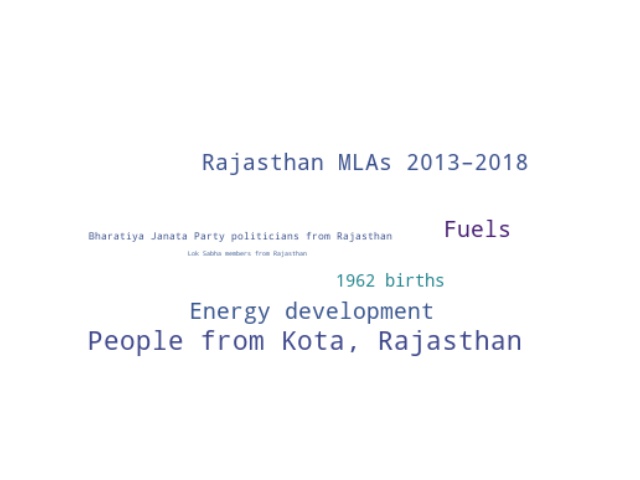 Rajasthan MLAs 2013–2018
Fuels
Bharatiya Janata Party politicians from Rajasthan
Lok Sabha members from Rajasthan
1962 births
Energy development
People from Kota, Rajasthan